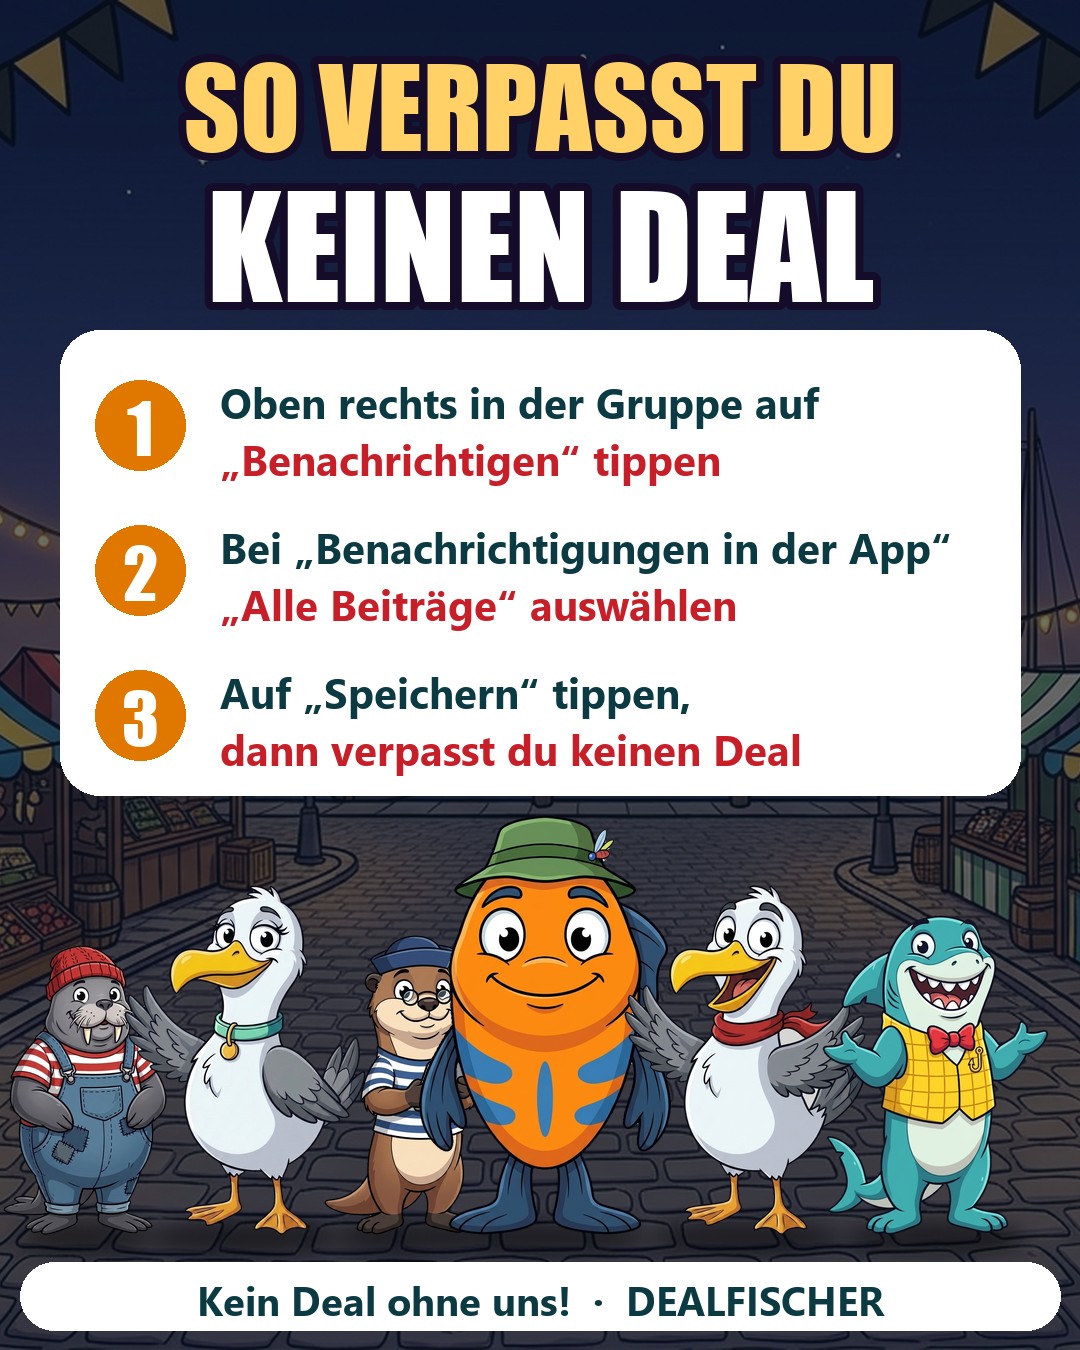 SO VERPASST DU
KEINEN DEAL
1
Oben rechts in der Gruppe auf
„Benachrichtigen“ tippen
2
Bei „Benachrichtigungen in der App“
„Alle Beiträge“ auswählen
3
Auf „Speichern“ tippen,
dann verpasst du keinen Deal
Kein Deal ohne uns! · DEALFISCHER